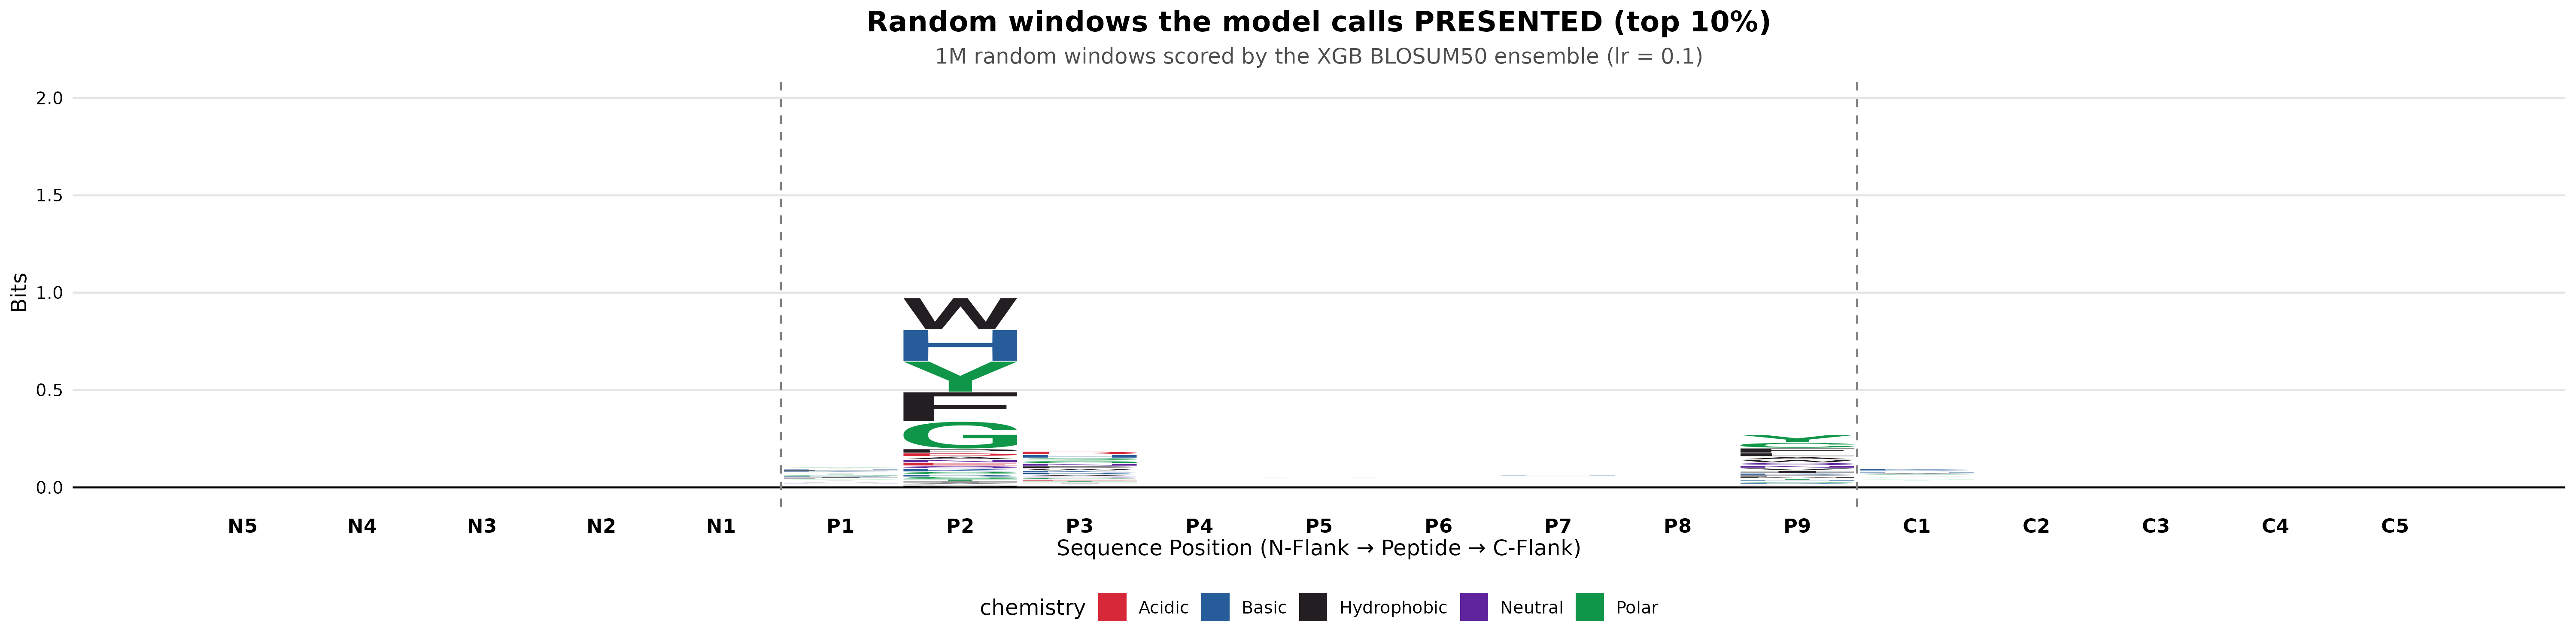 Random windows the model calls PRESENTED (top 10%)
1M random windows scored by the XGB BLOSUM50 ensemble (lr = 0.1)
Bits
2.0
1.5
1.0
0.5
0.0
W
H
Y
F
G
N5 N4 N3 N2 N1 P1 P2 P3 P4 P5 P6 P7 P8 P9 C1 C2 C3 C4 C5
Sequence Position (N-Flank → Peptide → C-Flank)
chemistry Acidic Basic Hydrophobic Neutral Polar